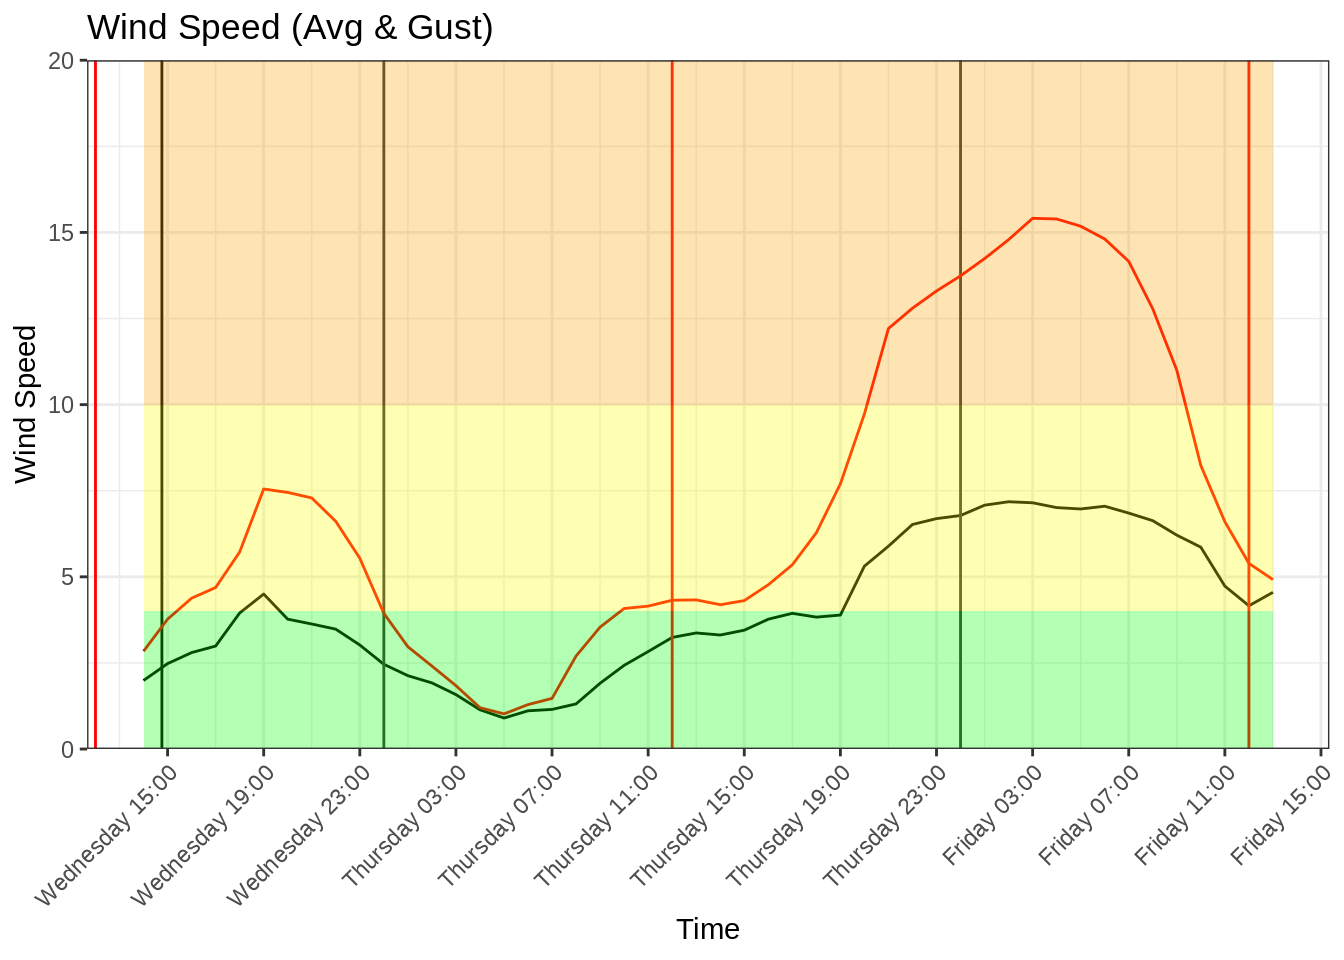 Wind Speed (Avg & Gust)
20
15
10
5
0
Wind Speed
Wednesday 15:00
Wednesday 19:00
Wednesday 23:00
Thursday 03:00
Thursday 07:00
Thursday 11:00
Thursday 15:00
Thursday 19:00
Thursday 23:00
Friday 03:00
Friday 07:00
Friday 11:00
Friday 15:00
Time